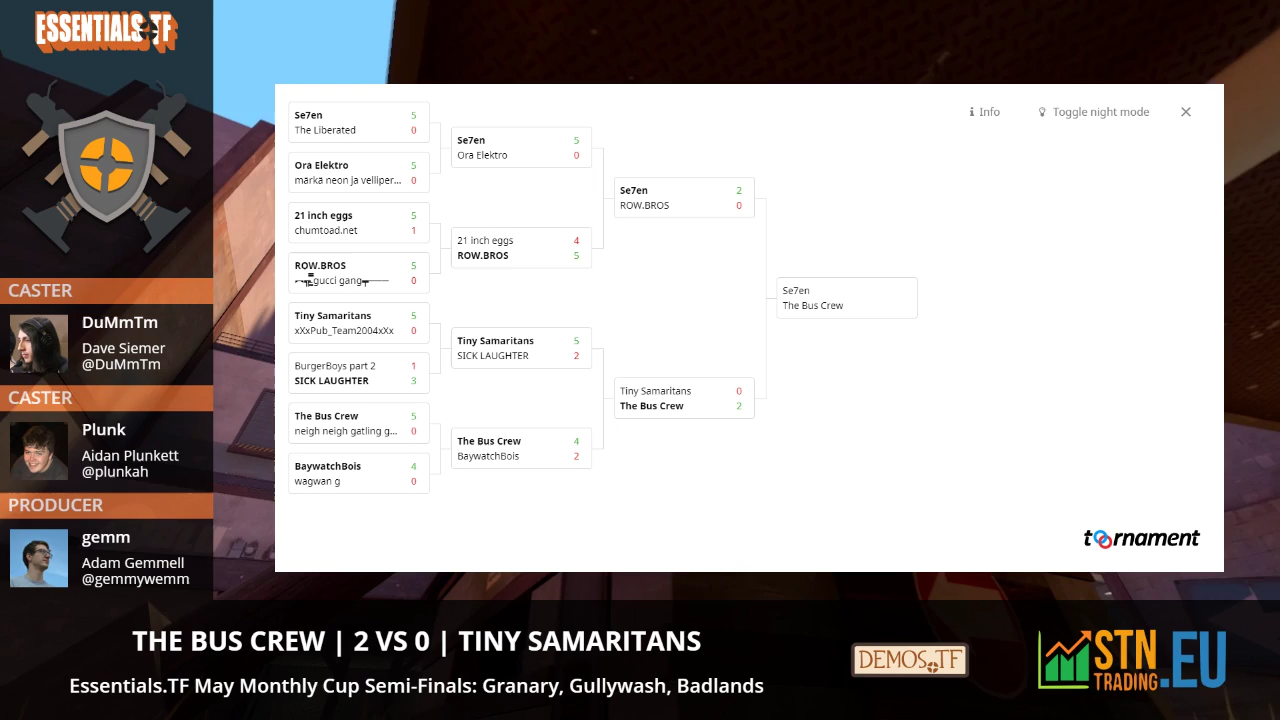 ESSENTIALS.TF
CASTER
DuMmTm
Dave Siemer
@DuMmTm
CASTER
Plunk
Aidan Plunkett
@plunkah
PRODUCER
gemm
Adam Gemmell
@gemmywemm
Info
Toggle night mode
Se7en 5
The Liberated 0
Ora Elektro 5
märkä neon ja velliper... 0
21 inch eggs 5
chumtoad.net 1
ROW.BROS 5
gucci gang 0
Tiny Samaritans 5
xXxPub_Team2004xXx 0
BurgerBoys part 2 1
SICK LAUGHTER 3
The Bus Crew 5
neigh neigh gatling g... 0
BaywatchBois 4
wagwan g 0
Se7en 5
Ora Elektro 0
21 inch eggs 4
ROW.BROS 5
Tiny Samaritans 5
SICK LAUGHTER 2
The Bus Crew 4
BaywatchBois 2
Se7en 2
ROW.BROS 0
Tiny Samaritans 0
The Bus Crew 2
Se7en
The Bus Crew
toornament
THE BUS CREW | 2 VS 0 | TINY SAMARITANS
Essentials.TF May Monthly Cup Semi-Finals: Granary, Gullywash, Badlands
DEMOS.TF
STN
TRADING
.EU